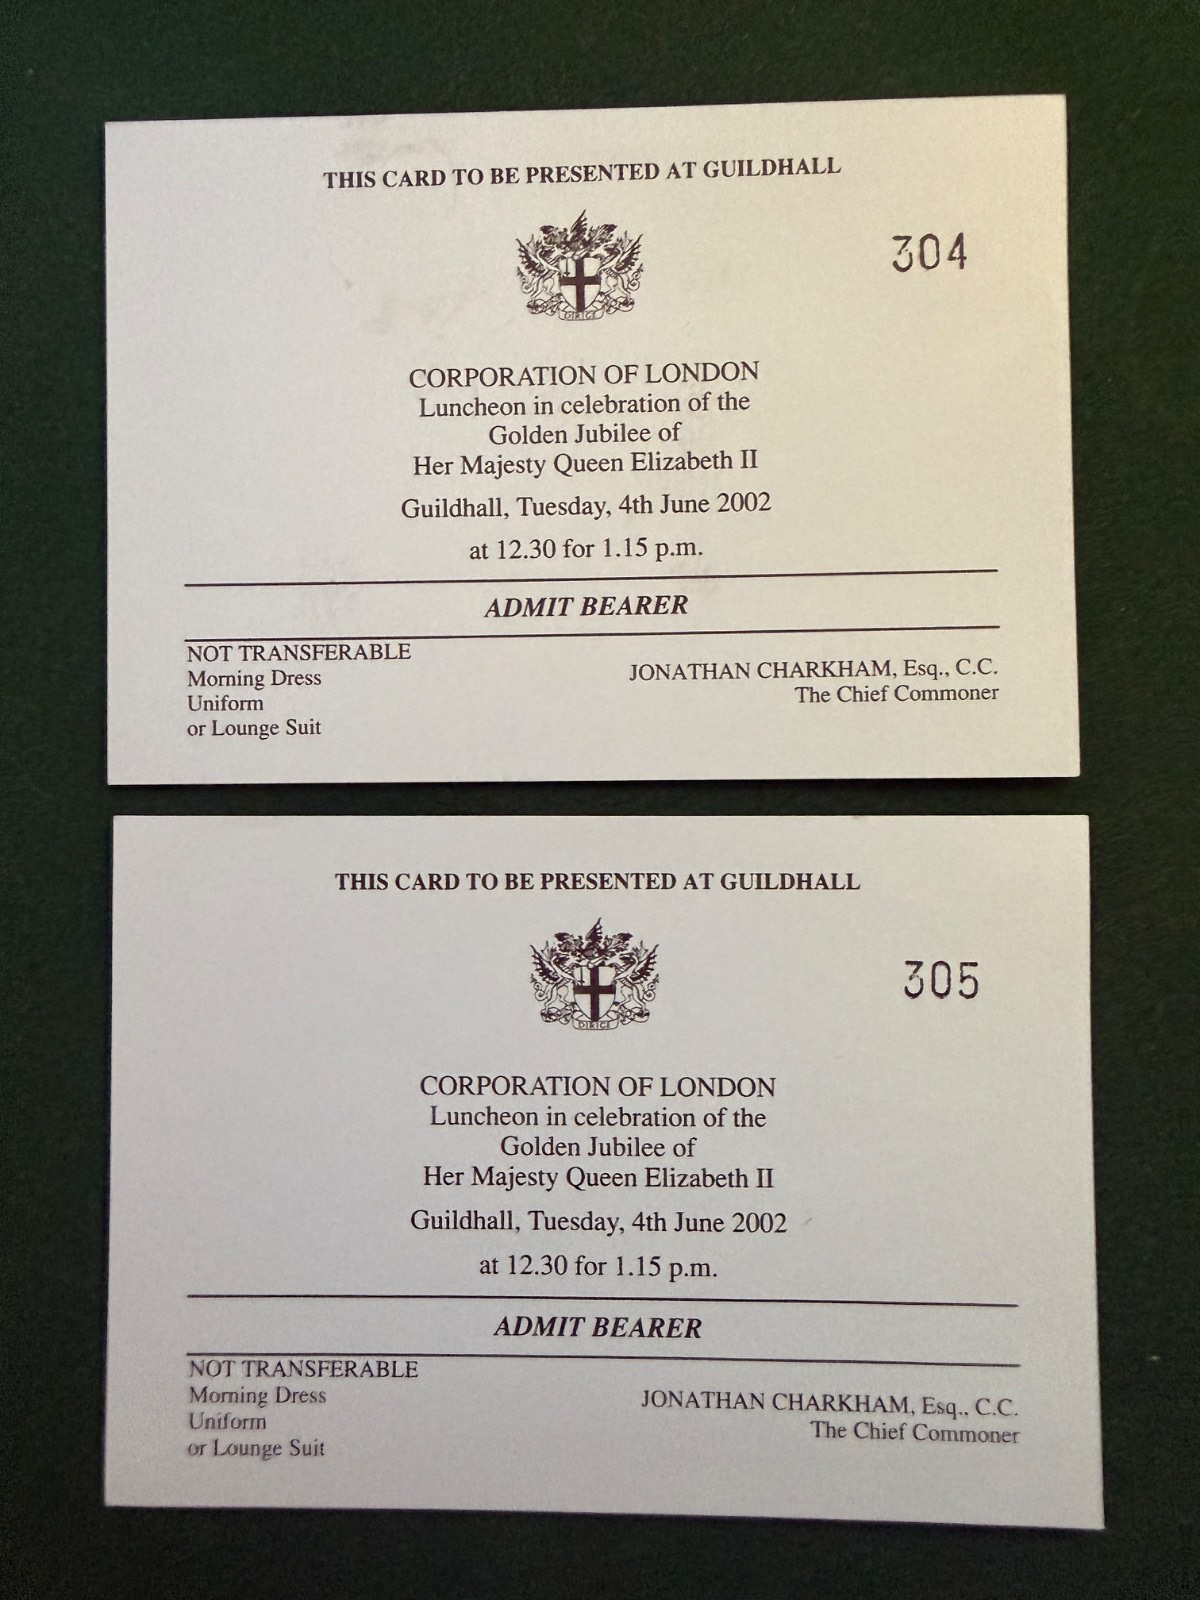 THIS CARD TO BE PRESENTED AT GUILDHALL
304
DIRIGE
CORPORATION OF LONDON
Luncheon in celebration of the
Golden Jubilee of
Her Majesty Queen Elizabeth II
Guildhall, Tuesday, 4th June 2002
at 12.30 for 1.15 p.m.
ADMIT BEARER
NOT TRANSFERABLE
Morning Dress
Uniform
or Lounge Suit
JONATHAN CHARKHAM, Esq., C.C.
The Chief Commoner
THIS CARD TO BE PRESENTED AT GUILDHALL
305
DIRIGE
CORPORATION OF LONDON
Luncheon in celebration of the
Golden Jubilee of
Her Majesty Queen Elizabeth II
Guildhall, Tuesday, 4th June 2002
at 12.30 for 1.15 p.m.
ADMIT BEARER
NOT TRANSFERABLE
Morning Dress
Uniform
or Lounge Suit
JONATHAN CHARKHAM, Esq., C.C.
The Chief Commoner